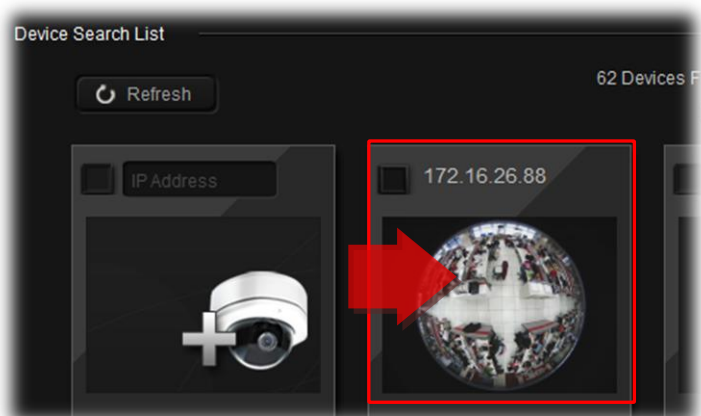 Device Search List
Refresh
62 Devices F
IP Address
172.16.26.88